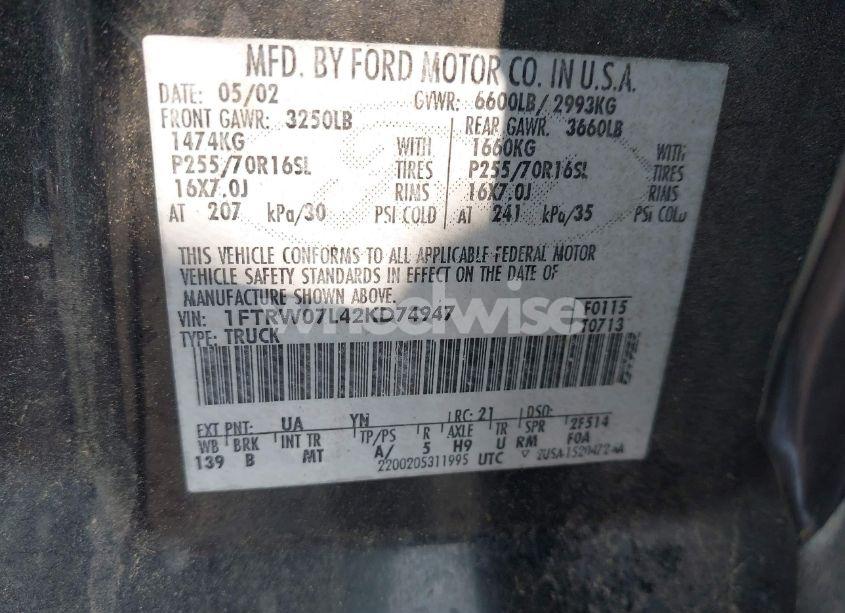 MFD. BY FORD MOTOR CO. IN U.S.A.
DATE: 05/02 GVWR: 6600LB/ 2993KG
FRONT GAWR: 3250LB REAR GAWR: 3660LB
1474KG WITH 1660KG WITH
P255/70R16SL TIRES P255/70R16SL TIRES
16X7.0J RIMS 16X7.0J RIMS
AT 207 kPa/30 PSI COLD AT 241 kPa/35 PSI COLD
THIS VEHICLE CONFORMS TO ALL APPLICABLE FEDERAL MOTOR
VEHICLE SAFETY STANDARDS IN EFFECT ON THE DATE OF
MANUFACTURE SHOWN ABOVE.
VIN: 1FTRW07L42KD74947 F0115
TYPE: TRUCK 0713
EXT PNT: UA YN RC: 21 DSO:
WB BRK INT TR TP/PS R AXLE TR SPR 2F514
139 B MT A/ 5 H9 U RM FOA
2200205311995 UTC